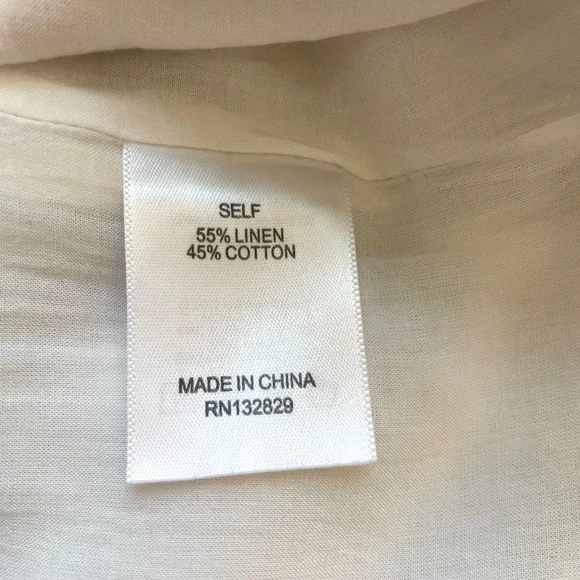 SELF
55% LINEN
45% COTTON
MADE IN CHINA
RN132829